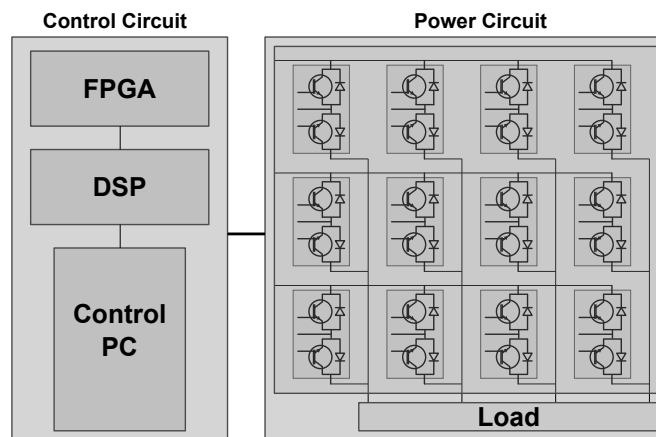 Control Circuit
Power Circuit
FPGA
DSP
Control
PC
Load